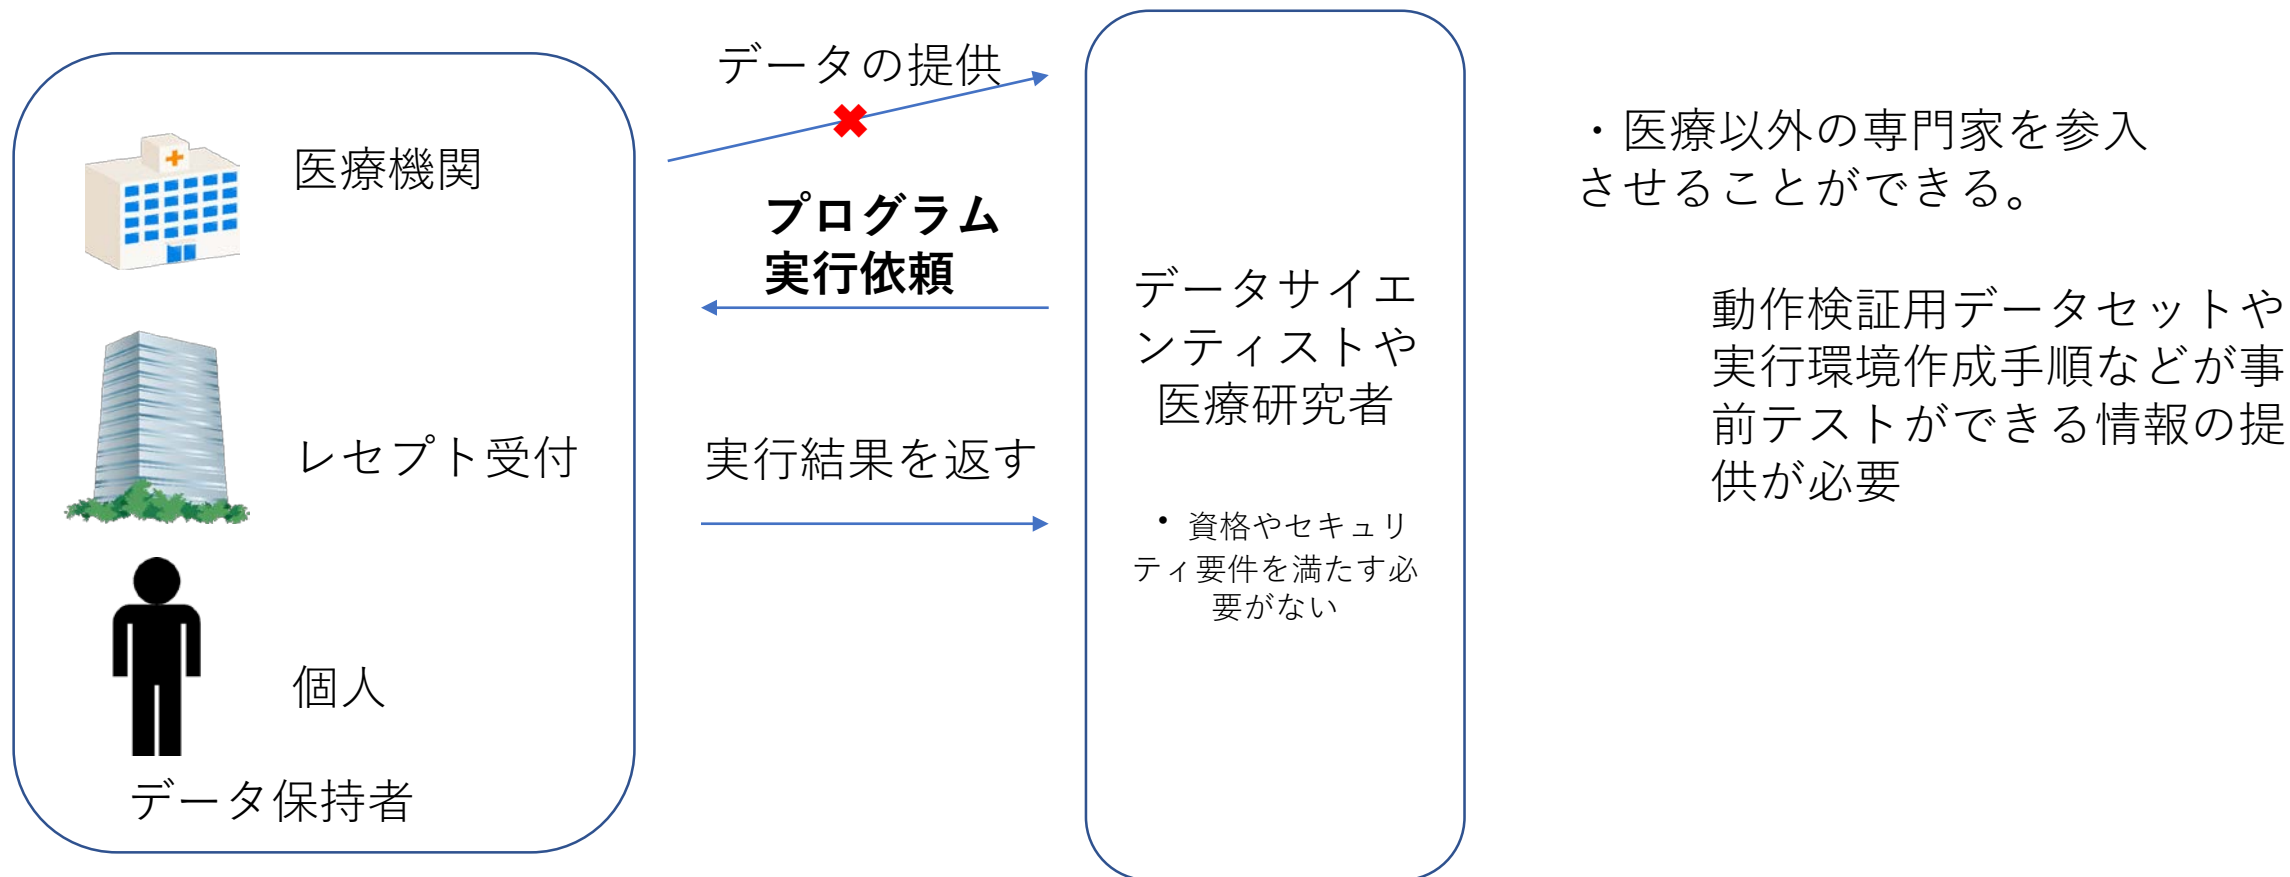 医療機関
レセプト受付
個人
データ保持者
データの提供
プログラム
実行依頼
実行結果を返す
データサイエ
ンティストや
医療研究者
• 資格やセキュリ
ティ要件を満たす必
要がない
・医療以外の専門家を参入
させることができる。
動作検証用データセットや
実行環境作成手順などが事
前テストができる情報の提
供が必要